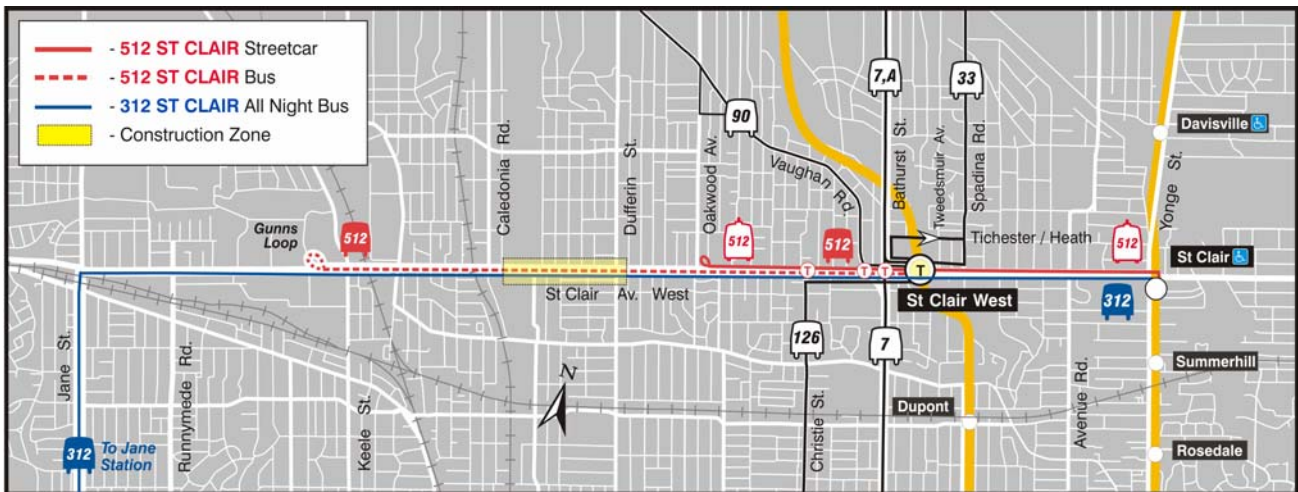 - 512 ST CLAIR Streetcar
- 512 ST CLAIR Bus
- 312 ST CLAIR All Night Bus
- Construction Zone
Gunns
Loop
512
Caledonia Rd.
Dufferin St.
Oakwood Av.
90
Vaughan Rd.
7,A
33
Bathurst St.
Tweedsmuir Av.
Spadina Rd.
Davisville
Yonge St.
512
512
Tichester / Heath
512
St Clair
T
T
T
T
St Clair Av. West
St Clair West
312
Jane St.
Runnymede Rd.
Keele St.
N
126
7
Christie St.
Dupont
Avenue Rd.
Summerhill
Rosedale
312
To Jane
Station